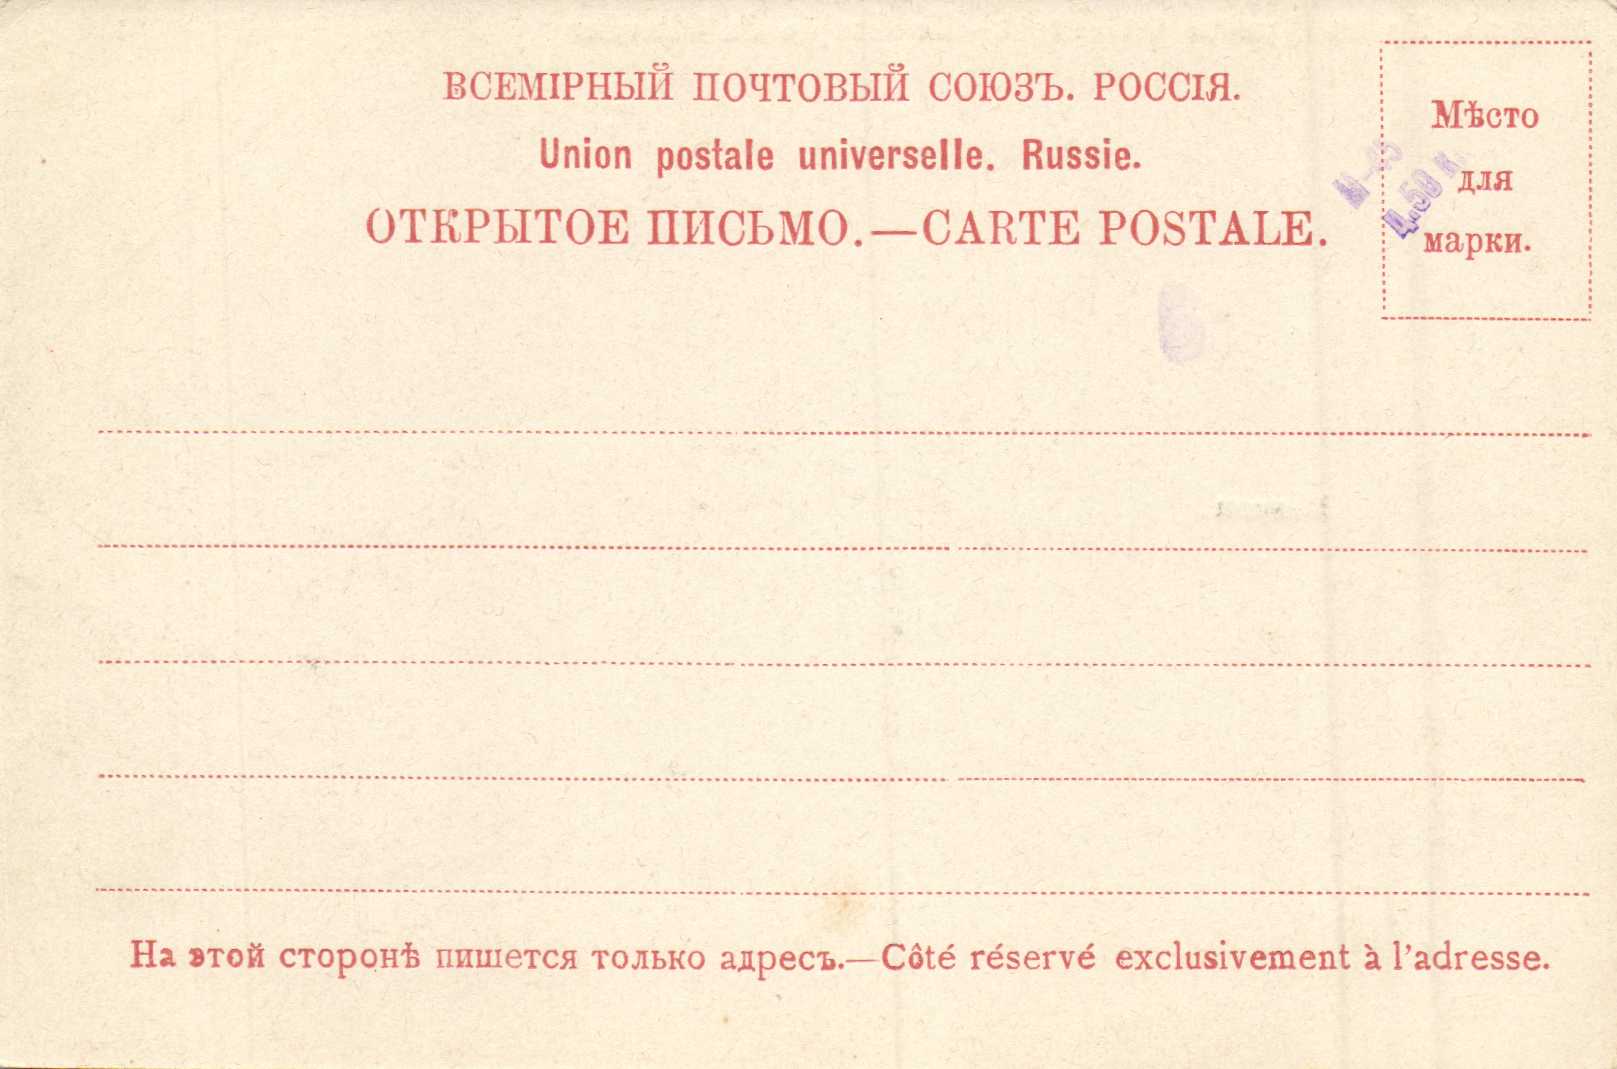 ВСЕМІРНЫЙ ПОЧТОВЫЙ СОЮЗЪ. РОССІЯ.
Union postale universelle. Russie.
ОТКРЫТОЕ ПИСЬМО.—CARTE POSTALE.
Мѣсто
для
марки.
Ц.50 К.
На этой сторонѣ пишется только адресъ.—Côté réservé exclusivement à l'adresse.